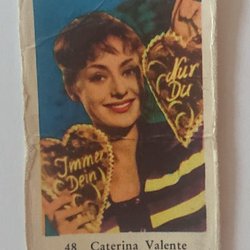 Nur
Du
Immer
Dein
48 Caterina Valente